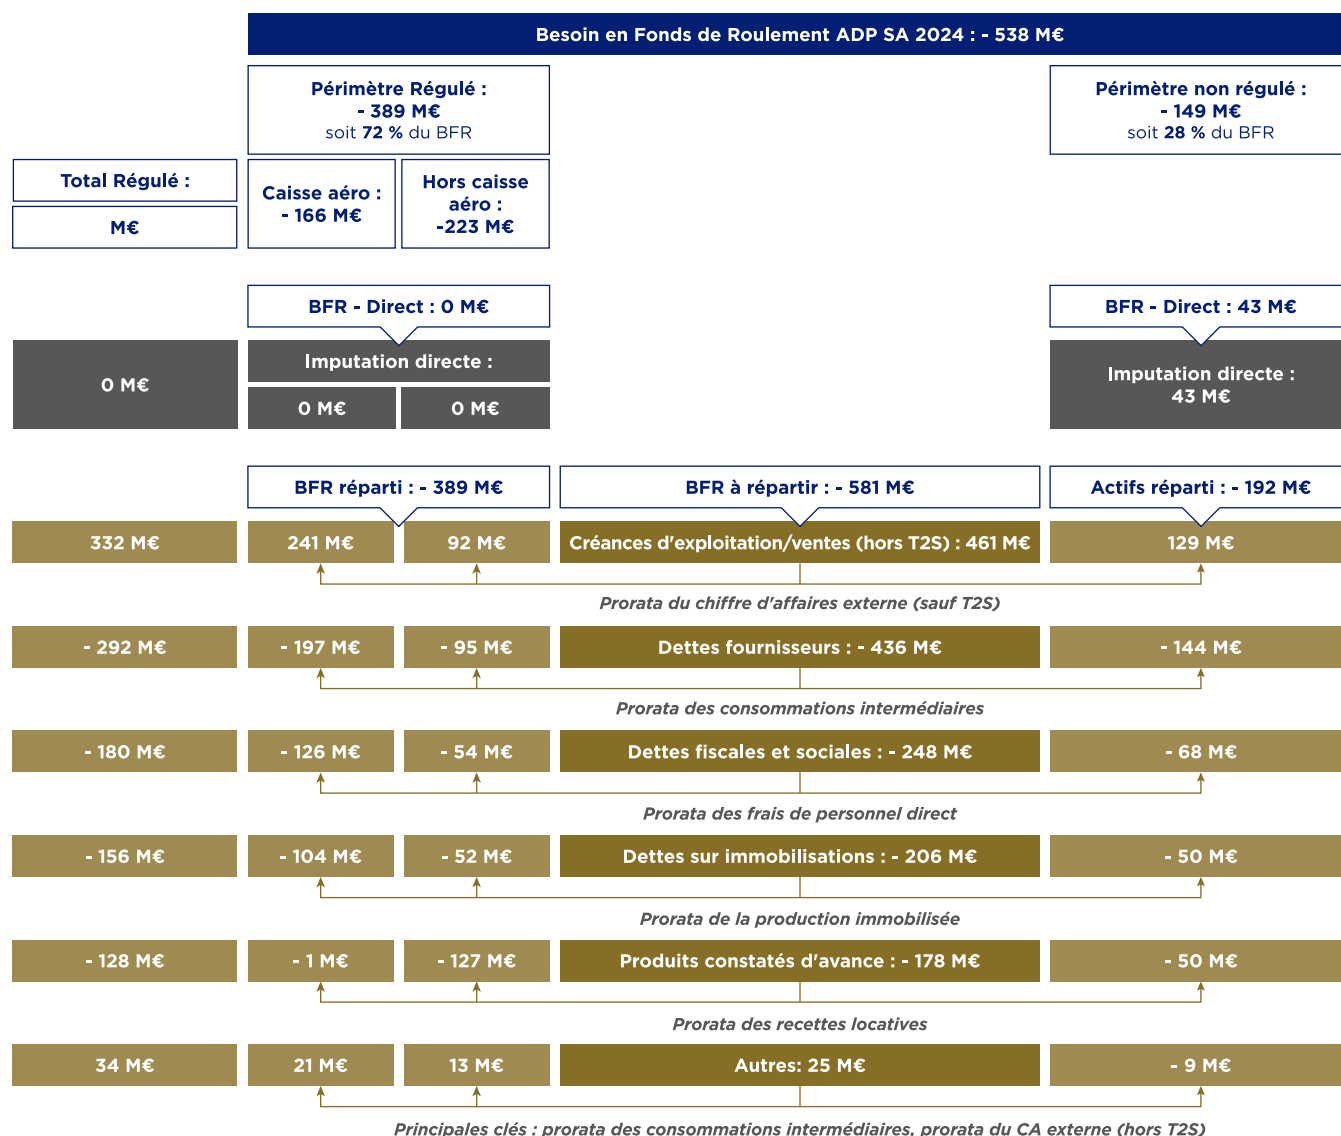 Besoin en Fonds de Roulement ADP SA 2024 : - 538 M€
Périmètre Régulé :
- 389 M€
soit 72 % du BFR
Périmètre non régulé :
- 149 M€
soit 28 % du BFR
Total Régulé :
M€
Caisse aéro :
- 166 M€
Hors caisse
aéro :
-223 M€
BFR - Direct : 0 M€
BFR - Direct : 43 M€
0 M€
Imputation directe :
0 M€
0 M€
Imputation directe :
43 M€
BFR réparti : - 389 M€
BFR à répartir : - 581 M€
Actifs réparti : - 192 M€
332 M€
241 M€
92 M€
Créances d'exploitation/ventes (hors T2S) : 461 M€
129 M€
Prorata du chiffre d'affaires externe (sauf T2S)
- 292 M€
- 197 M€
- 95 M€
Dettes fournisseurs : - 436 M€
- 144 M€
Prorata des consommations intermédiaires
- 180 M€
- 126 M€
- 54 M€
Dettes fiscales et sociales : - 248 M€
- 68 M€
Prorata des frais de personnel direct
- 156 M€
- 104 M€
- 52 M€
Dettes sur immobilisations : - 206 M€
- 50 M€
Prorata de la production immobilisée
- 128 M€
- 1 M€
- 127 M€
Produits constatés d'avance : - 178 M€
- 50 M€
Prorata des recettes locatives
34 M€
21 M€
13 M€
Autres: 25 M€
- 9 M€
Principales clés : prorata des consommations intermédiaires, prorata du CA externe (hors T2S)